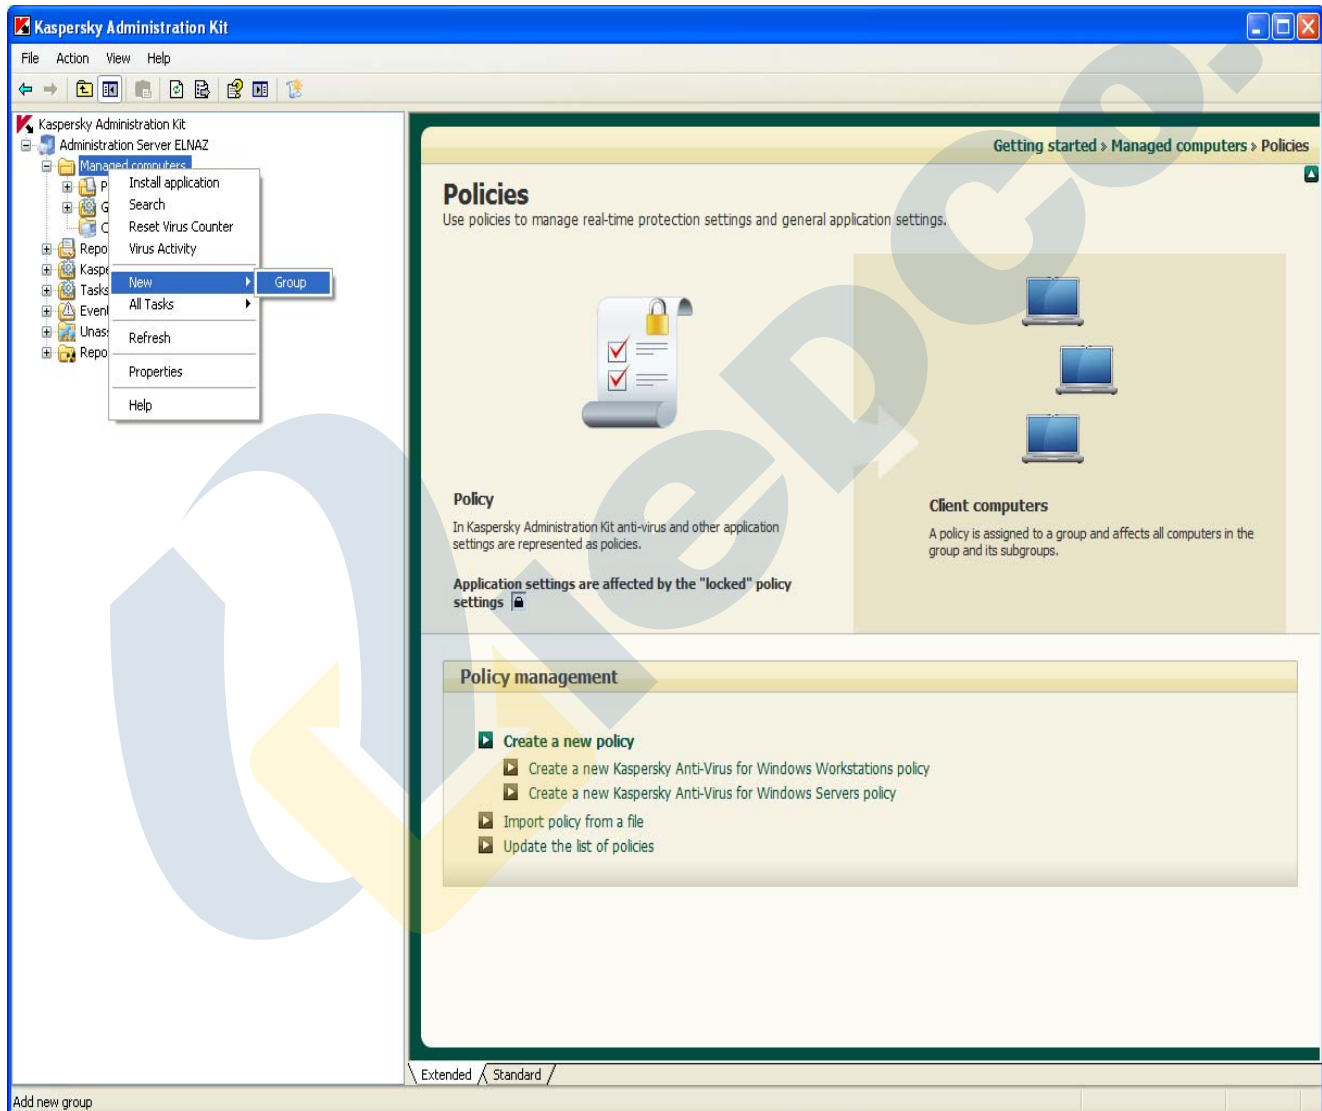 Kaspersky Administration Kit
File Action View Help
Kaspersky Administration Kit
Administration Server ELNAZ
Managed computers
P
G
C
Repo
Kaspe
Tasks
Even
Unas
Repo
Install application
Search
Reset Virus Counter
Virus Activity
New
Group
All Tasks
Refresh
Properties
Help
Getting started » Managed computers » Policies
Policies
Use policies to manage real-time protection settings and general application settings.
Policy
In Kaspersky Administration Kit anti-virus and other application
settings are represented as policies.
Application settings are affected by the "locked" policy
settings
Client computers
A policy is assigned to a group and affects all computers in the
group and its subgroups.
Policy management
Create a new policy
Create a new Kaspersky Anti-Virus for Windows Workstations policy
Create a new Kaspersky Anti-Virus for Windows Servers policy
Import policy from a file
Update the list of policies
Extended Standard
Add new group